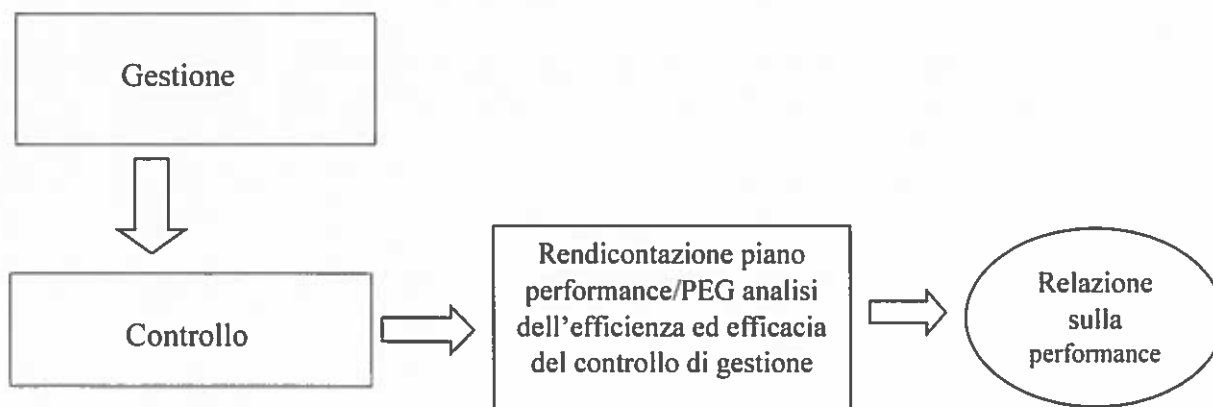 Gestione
Controllo
Rendicontazione piano
performance/PEG analisi
dell'efficienza ed efficacia
del controllo di gestione
Relazione
sulla
performance